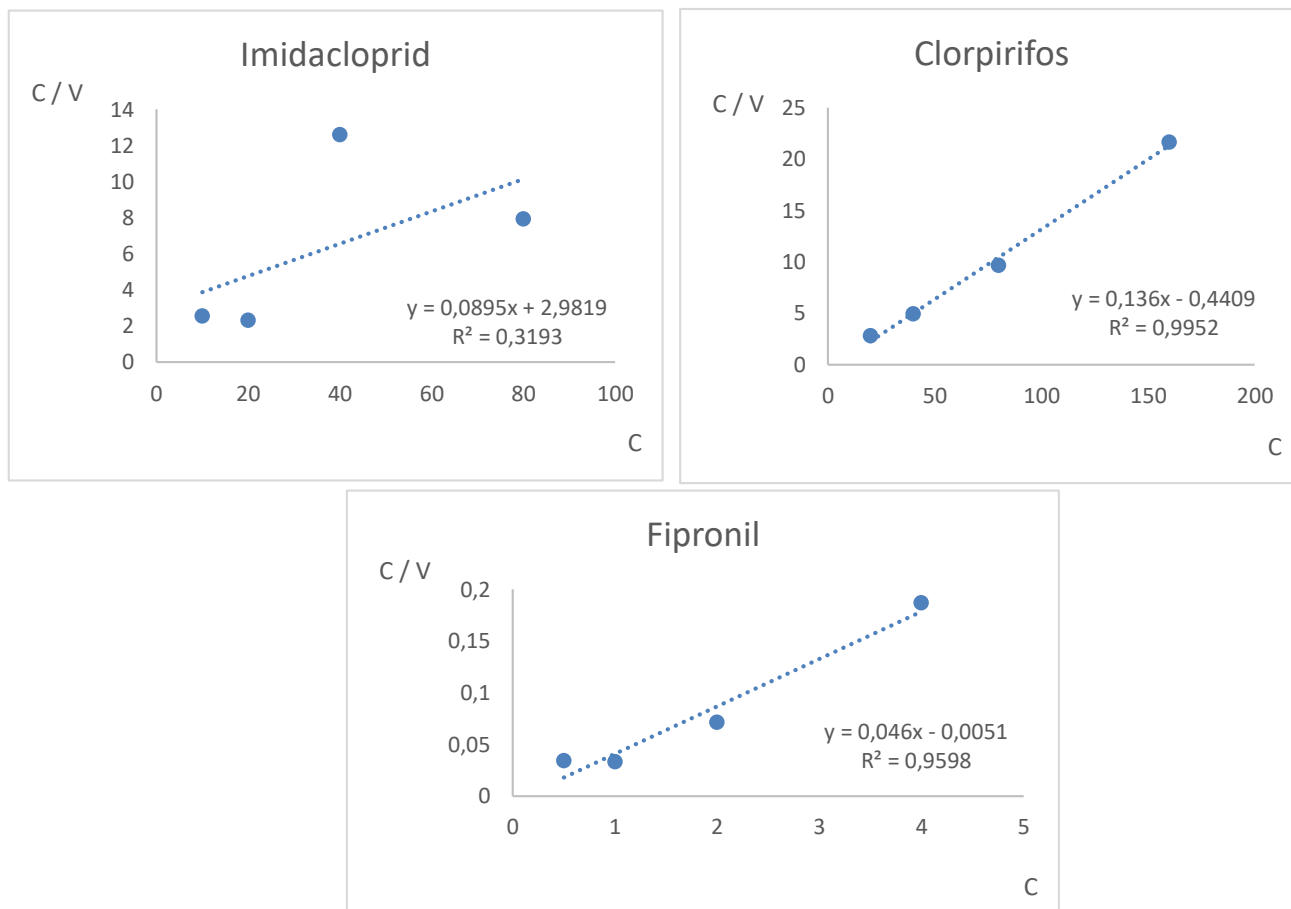 Imidacloprid
C / V
14
12
10
8
6
4
2
0
y = 0,0895x + 2,9819
R² = 0,3193
0 20 40 60 80 100
C
Clorpirifos
C / V
25
20
15
10
5
0
y = 0,136x - 0,4409
R² = 0,9952
0 50 100 150 200
C
Fipronil
C / V
0,2
0,15
0,1
0,05
0
y = 0,046x - 0,0051
R² = 0,9598
0 1 2 3 4 5
C